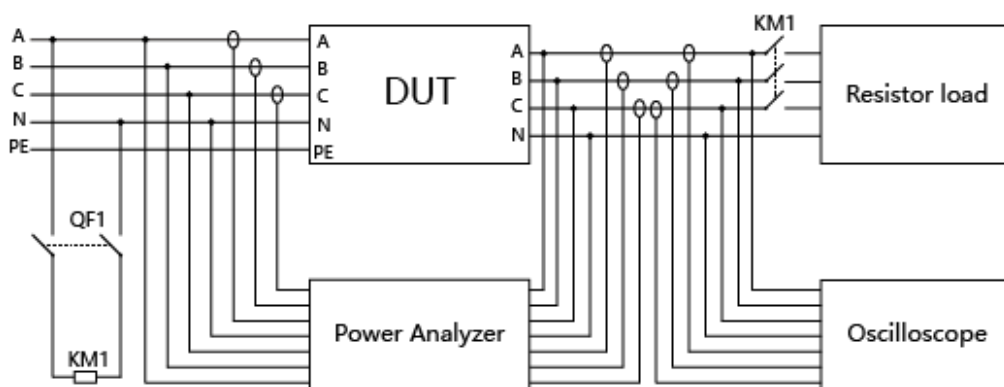 A
B
C
N
PE
A
B
C
N
PE
DUT
A
B
C
N
KM1
Resistor load
QF1
KM1
Power Analyzer
Oscilloscope